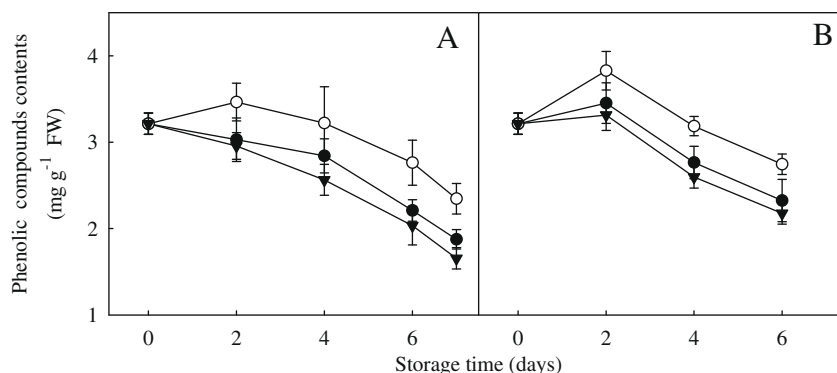 A
B
4
3
2
1
Phenolic compounds contents
(mg g⁻¹ FW)
0 2 4 6 0 2 4 6
Storage time (days)